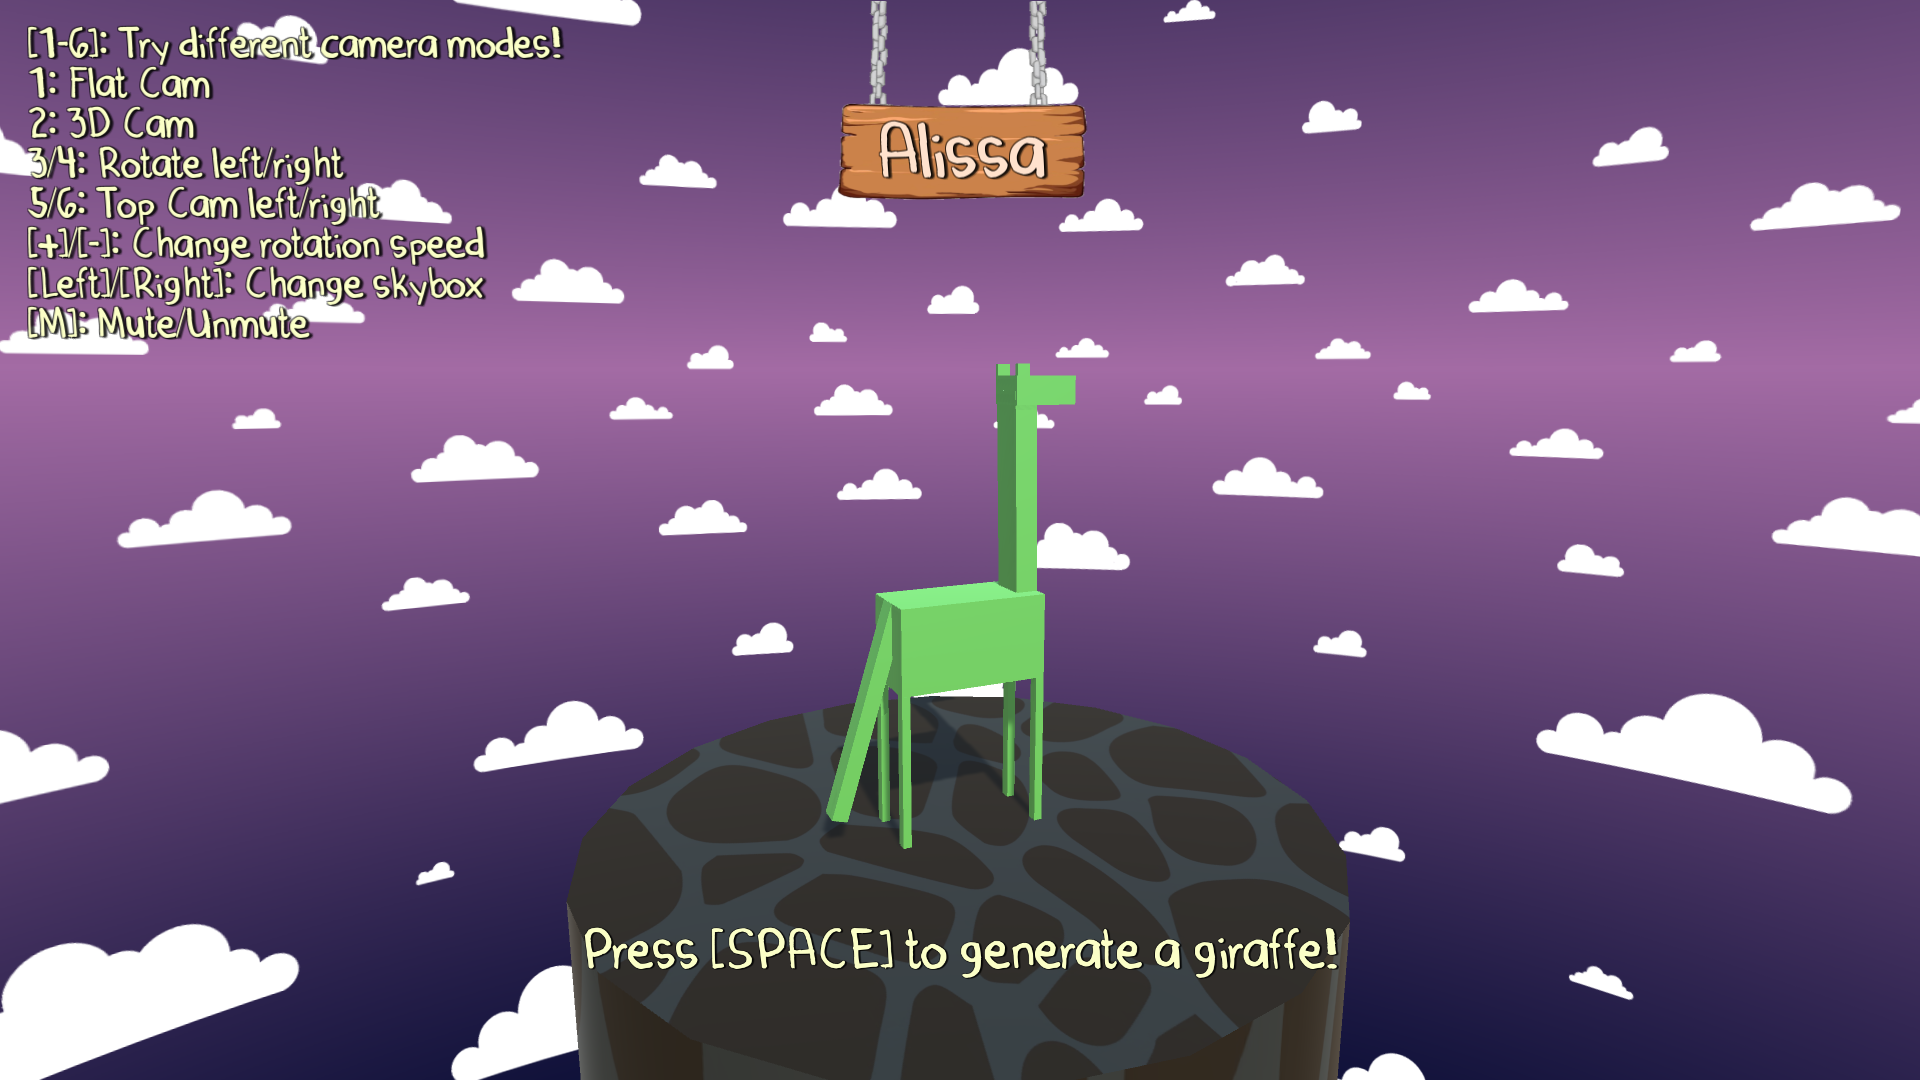 [1-6]: Try different camera modes!
1: Flat Cam
2: 3D Cam
3/4: Rotate left/right
5/6: Top Cam left/right
[+]/[-]: Change rotation speed
[Left]/[Right]: Change skybox
[M]: Mute/Unmute
Alissa
Press [SPACE] to generate a giraffe!